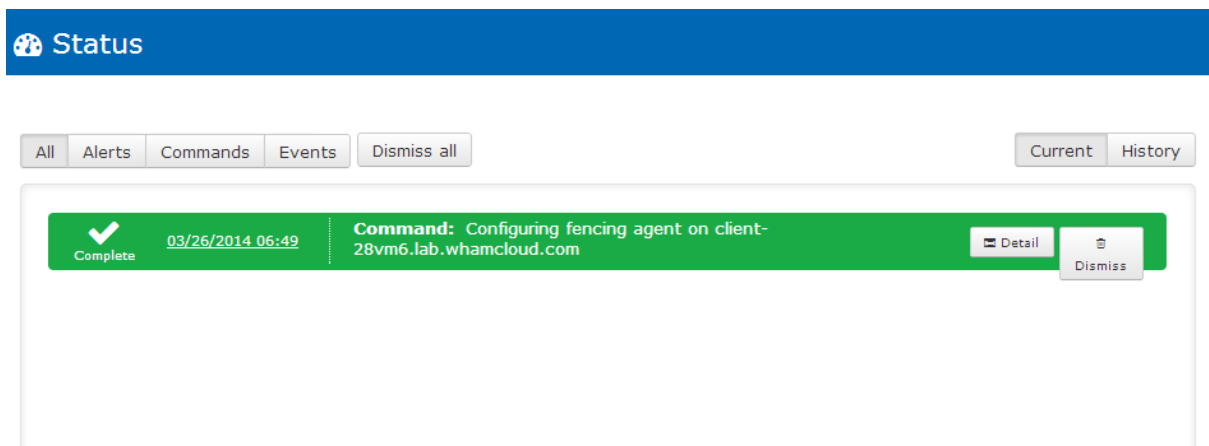 Status
All Alerts Commands Events Dismiss all Current History
Complete 03/26/2014 06:49 Command: Configuring fencing agent on client-
28vm6.lab.whamcloud.com
Detail
Dismiss